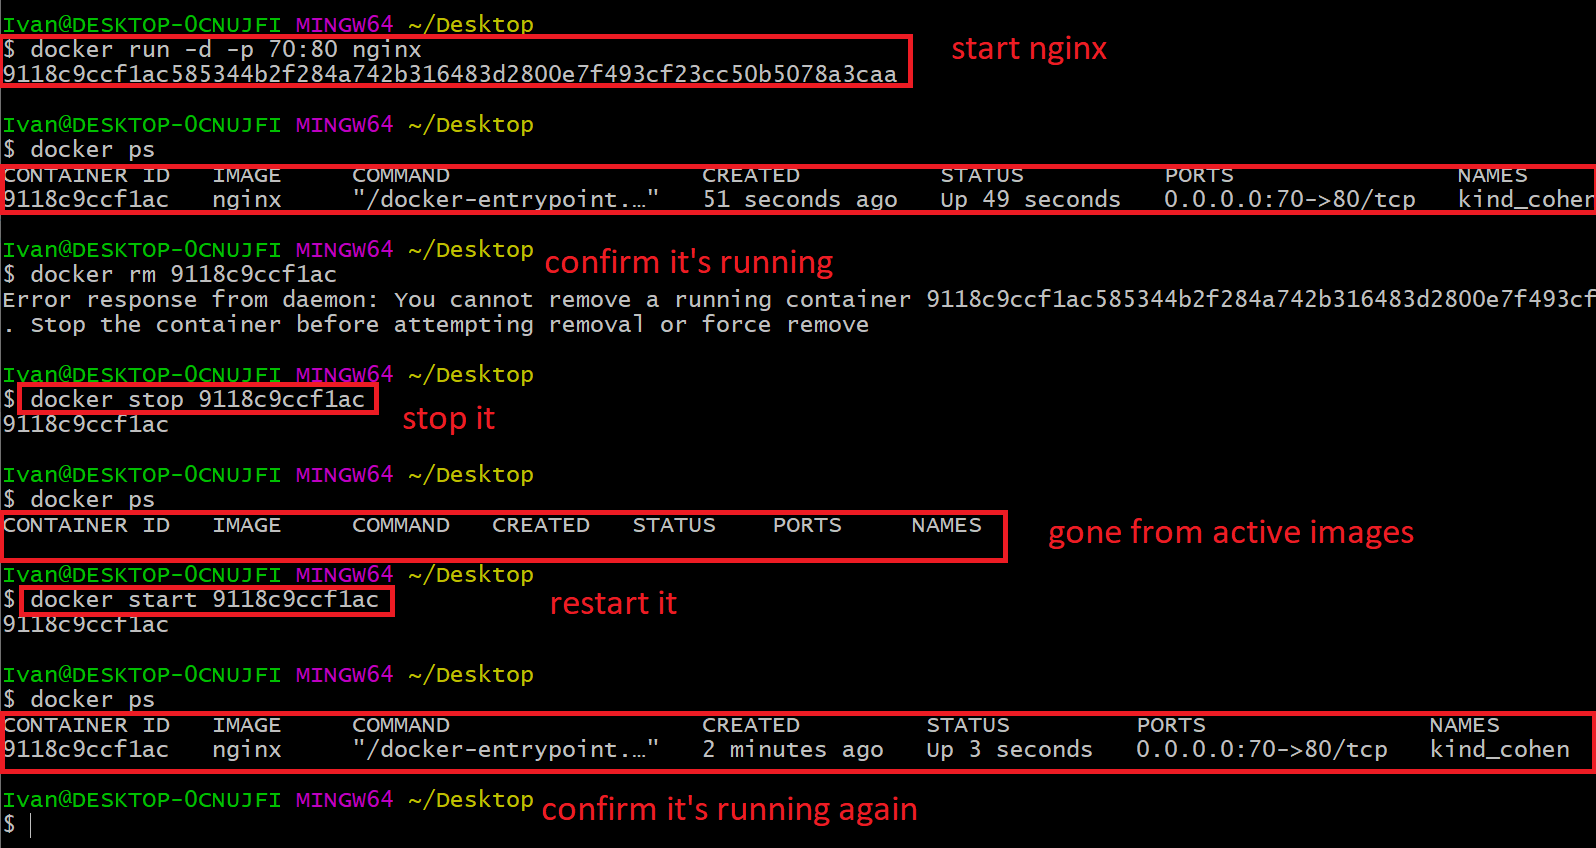 Ivan@DESKTOP-0CNUJFI MINGW64 ~/Desktop
$ docker run -d -p 70:80 nginx
start nginx
9118c9ccf1ac585344b2f284a742b316483d2800e7f493cf23cc50b5078a3caa
Ivan@DESKTOP-0CNUJFI MINGW64 ~/Desktop
$ docker ps
CONTAINER ID IMAGE COMMAND CREATED STATUS PORTS NAMES
9118c9ccf1ac nginx "/docker-entrypoint.…" 51 seconds ago Up 49 seconds 0.0.0.0:70->80/tcp kind_cohen
Ivan@DESKTOP-0CNUJFI MINGW64 ~/Desktop
confirm it's running
$ docker rm 9118c9ccf1ac
Error response from daemon: You cannot remove a running container 9118c9ccf1ac585344b2f284a742b316483d2800e7f493cf
. Stop the container before attempting removal or force remove
Ivan@DESKTOP-0CNUJFI MINGW64 ~/Desktop
$ docker stop 9118c9ccf1ac
stop it
9118c9ccf1ac
Ivan@DESKTOP-0CNUJFI MINGW64 ~/Desktop
$ docker ps
CONTAINER ID IMAGE COMMAND CREATED STATUS PORTS NAMES
gone from active images
Ivan@DESKTOP-0CNUJFI MINGW64 ~/Desktop
$ docker start 9118c9ccf1ac
restart it
9118c9ccf1ac
Ivan@DESKTOP-0CNUJFI MINGW64 ~/Desktop
$ docker ps
CONTAINER ID IMAGE COMMAND CREATED STATUS PORTS NAMES
9118c9ccf1ac nginx "/docker-entrypoint.…" 2 minutes ago Up 3 seconds 0.0.0.0:70->80/tcp kind_cohen
Ivan@DESKTOP-0CNUJFI MINGW64 ~/Desktop
confirm it's running again
$